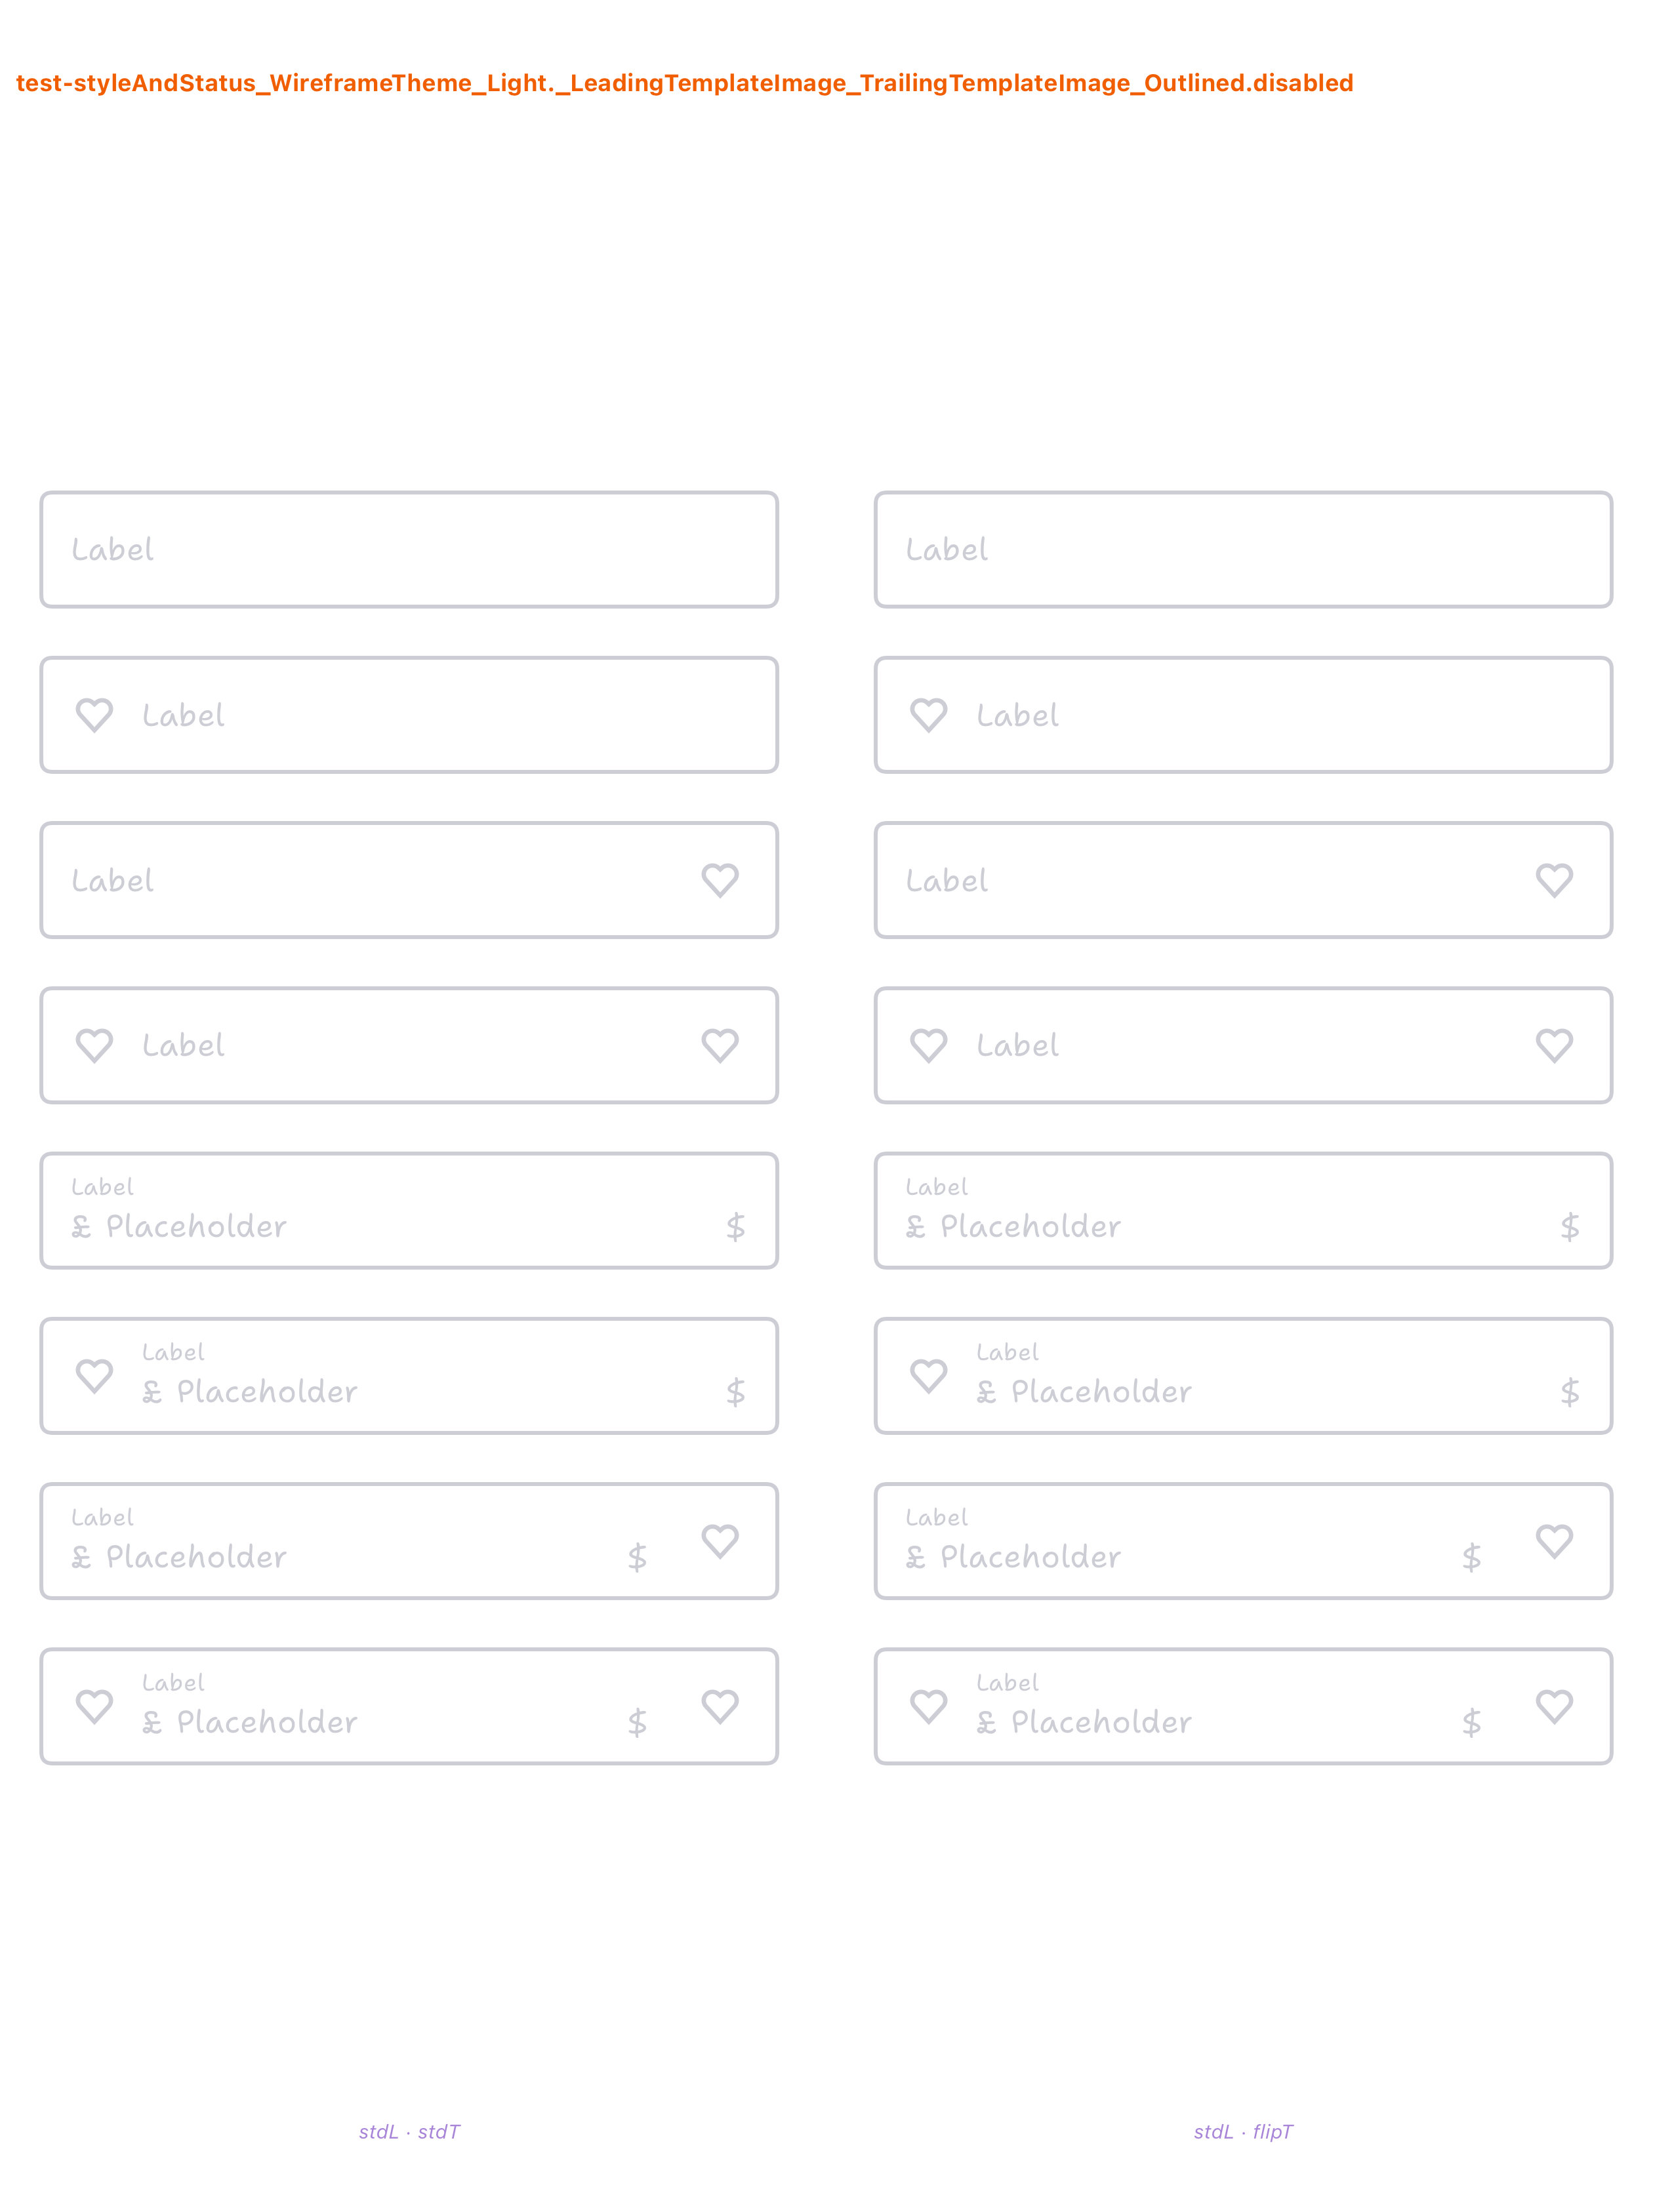 test-styleAndStatus_WireframeTheme_Light._LeadingTemplateImage_TrailingTemplateImage_Outlined.disabled
Label
Label
Label
Label
Label
Label
Label
Label
Label
Label
£ Placeholder $
£ Placeholder $
Label
Label
£ Placeholder $
£ Placeholder $
Label
Label
£ Placeholder $
£ Placeholder $
Label
Label
£ Placeholder $
£ Placeholder $
stdL · stdT
stdL · flipT